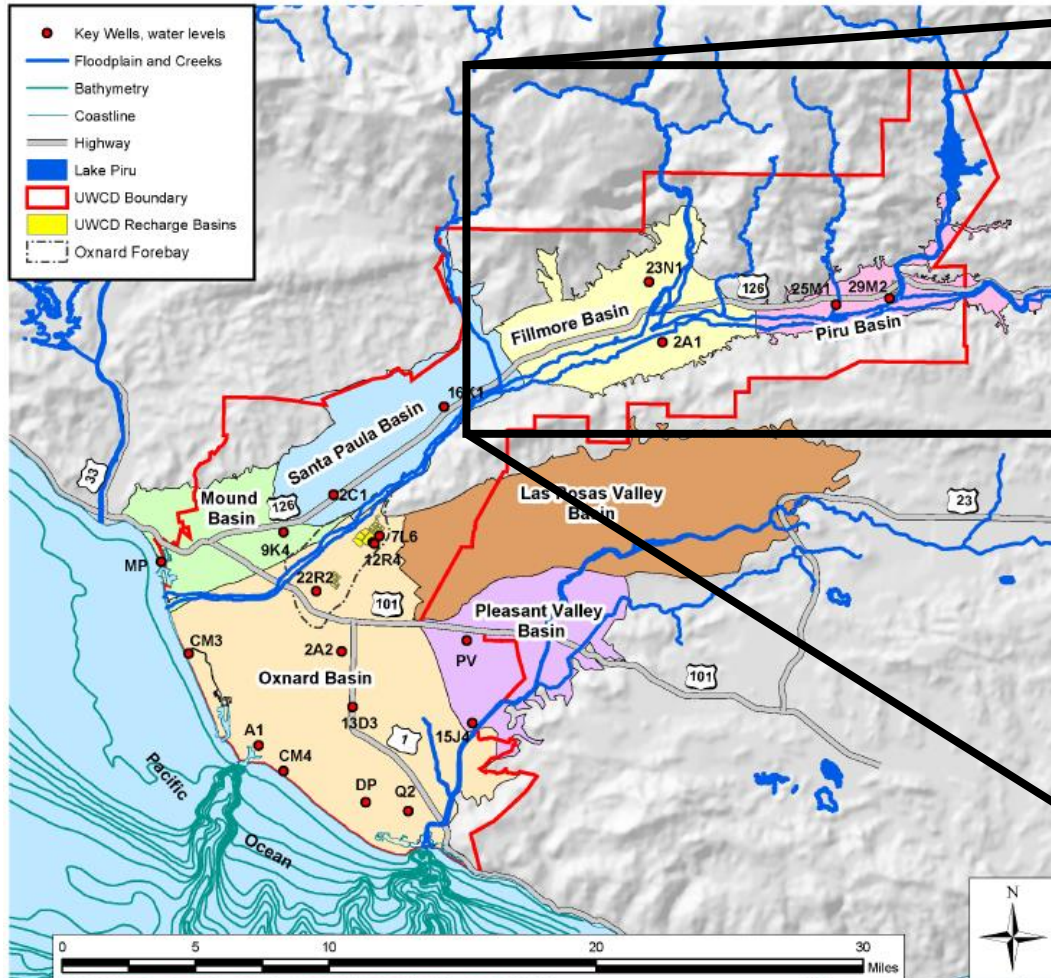 Key Wells, water levels
Floodplain and Creeks
Bathymetry
Coastline
Highway
Lake Piru
UWCD Boundary
UWCD Recharge Basins
Oxnard Forebay
23N1
126
25M1
29M2
Fillmore Basin
Piru Basin
2A1
16K1
Santa Paula Basin
33
Mound
Basin
126
2C1
Las Posas Valley
Basin
23
9K4
7L6
12R4
MP
22R2
101
Pleasant Valley
Basin
CM3
2A2
PV
Oxnard Basin
101
13D3
15J4
1
A1
CM4
DP
Q2
Pacific
Ocean
N
0 5 10 20 30
Miles